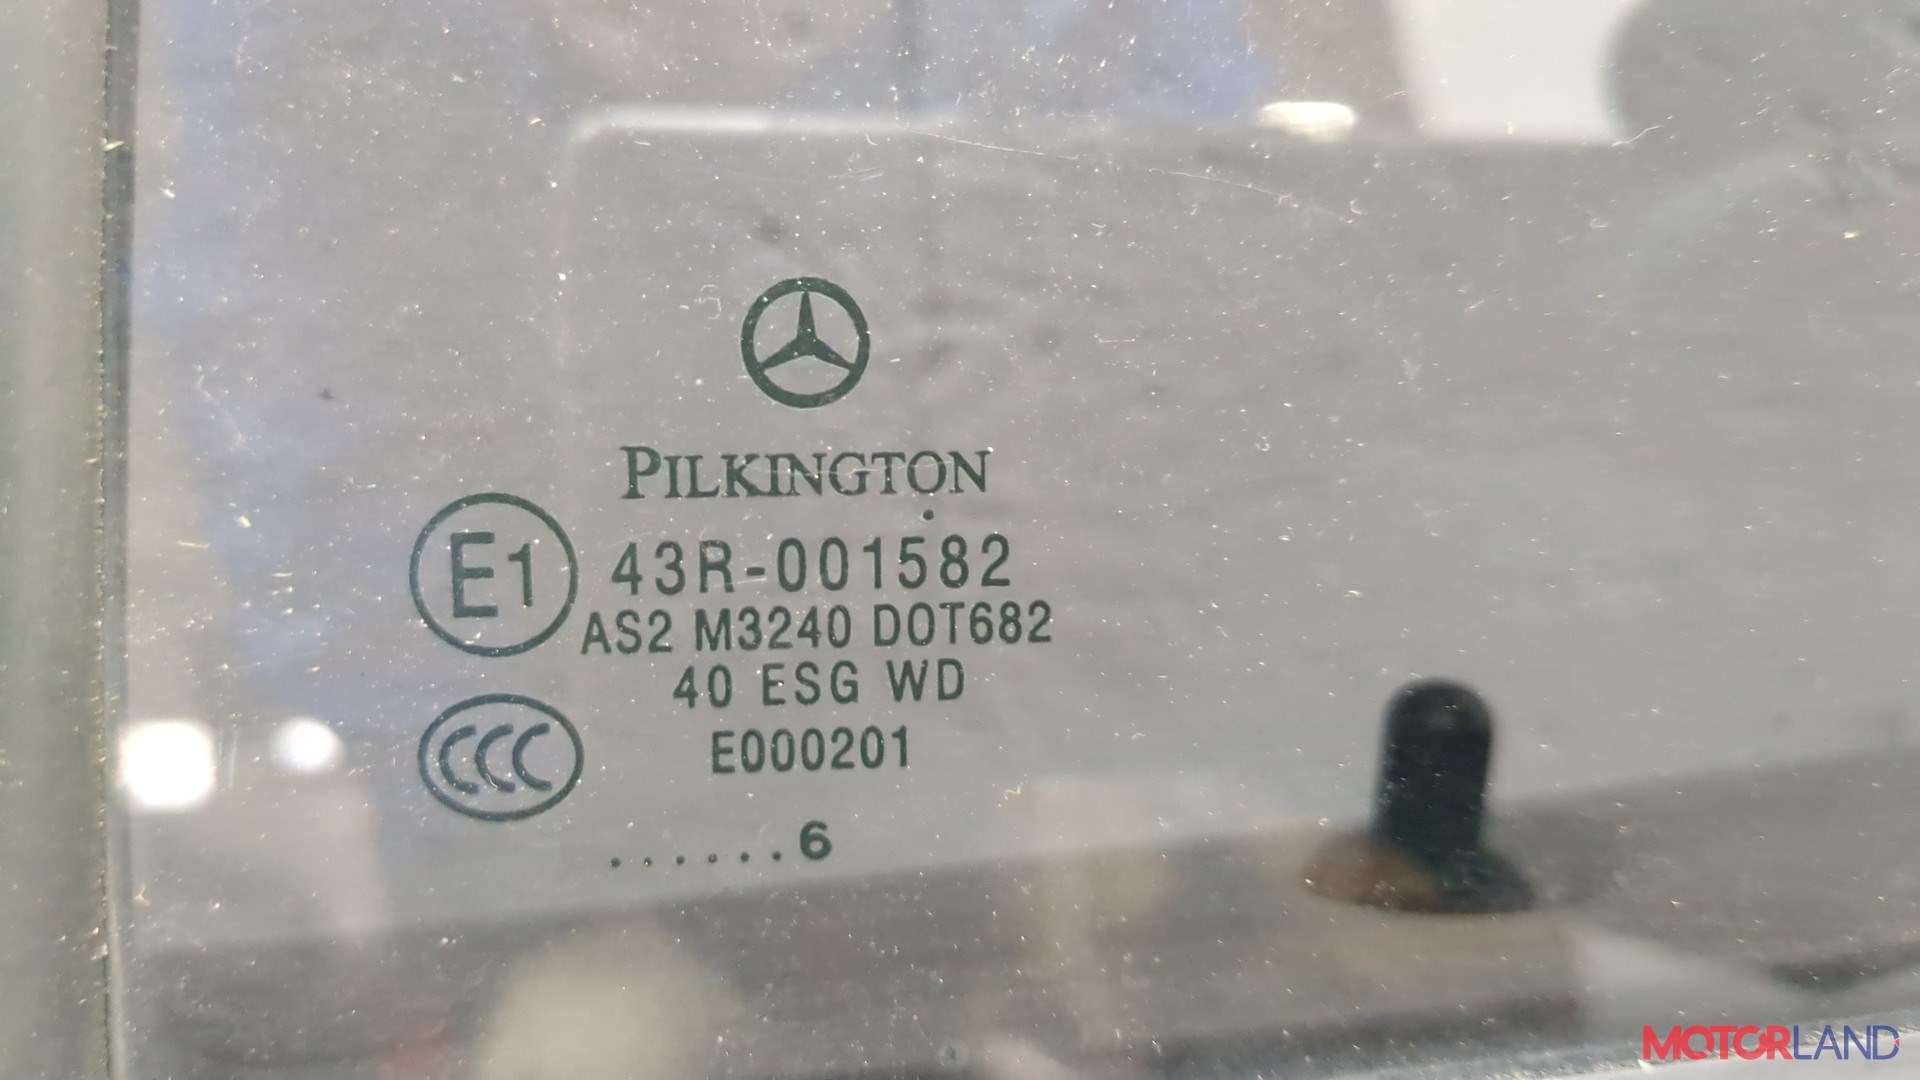 PILKINGTON
E1 43R-001582
AS2 M3240 DOT682
40 ESG WD
CCC E000201
......6
MOTORLAND